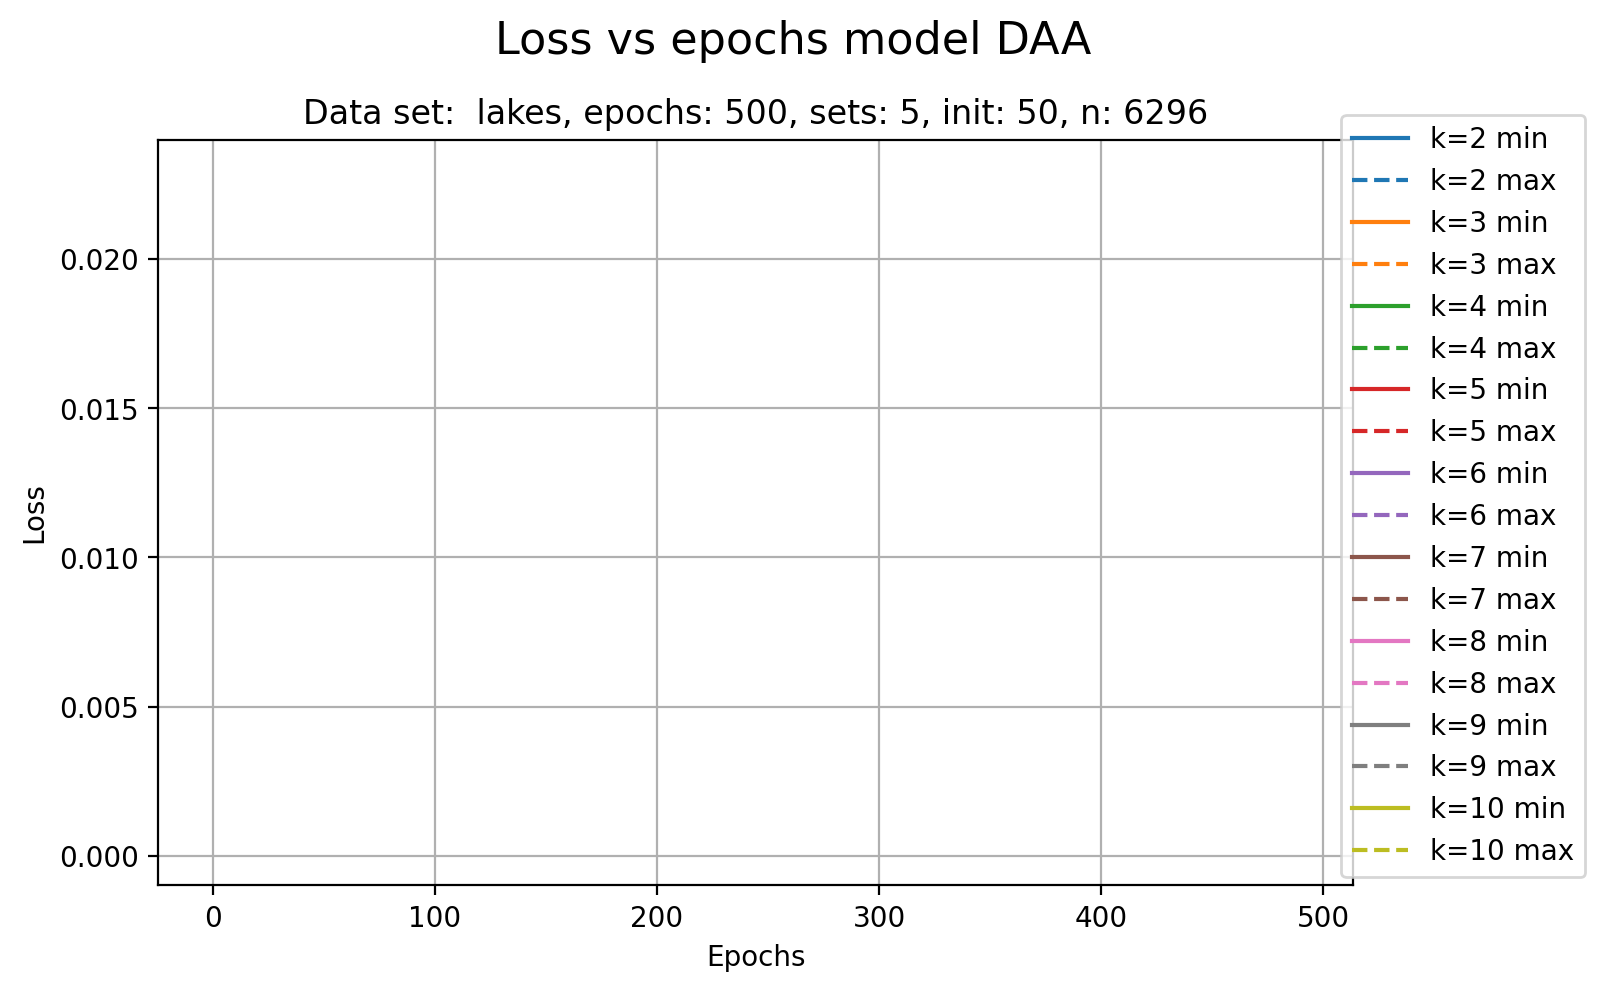 Loss vs epochs model DAA
Data set:  lakes, epochs: 500, sets: 5, init: 50, n: 6296
0.020
0.015
0.010
0.005
0.000
Loss
0 100 200 300 400 500
Epochs
k=2 min
k=2 max
k=3 min
k=3 max
k=4 min
k=4 max
k=5 min
k=5 max
k=6 min
k=6 max
k=7 min
k=7 max
k=8 min
k=8 max
k=9 min
k=9 max
k=10 min
k=10 max